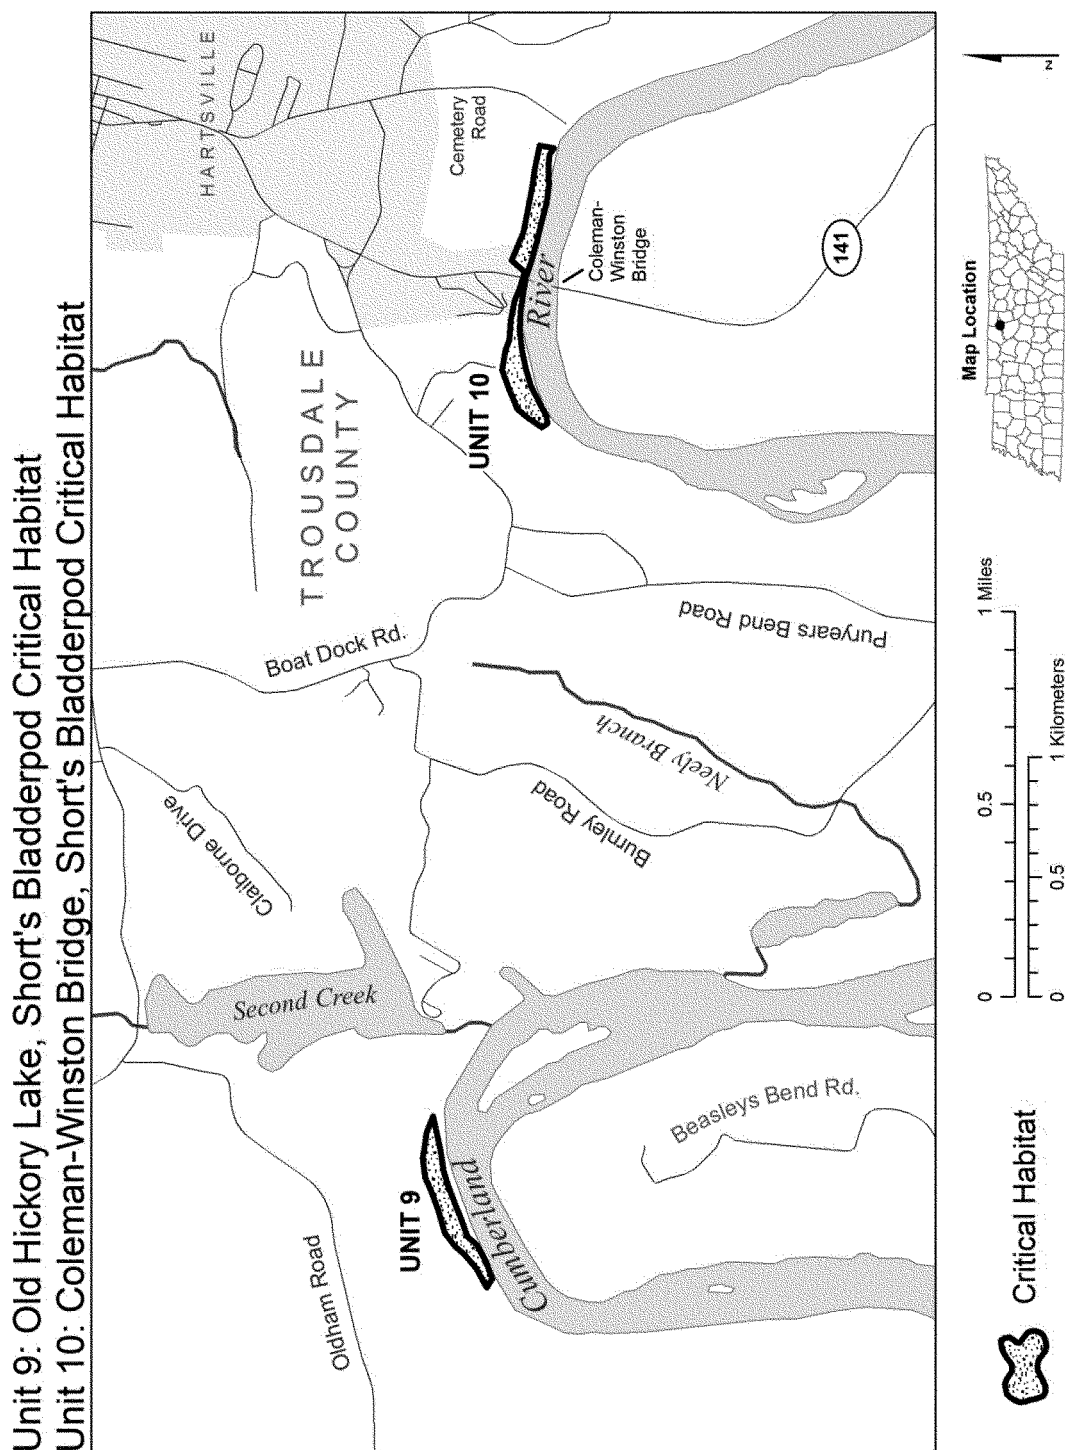 Unit 9: Old Hickory Lake, Short's Bladderpod Critical Habitat
Unit 10: Coleman-Winston Bridge, Short's Bladderpod Critical Habitat
HARTSVILLE
TROUSDALE
COUNTY
Cemetery
Road
Claiborne Drive
Boat Dock Rd.
Second Creek
Oldham Road
UNIT 10
River
Coleman-
Winston
Bridge
141
UNIT 9
Cumberland
Burnley Road
Neely Branch
Puryears Bend Road
Beasleys Bend Rd.
Critical Habitat
0 0.5 1 Miles
0 0.5 1 Kilometers
Map Location
N